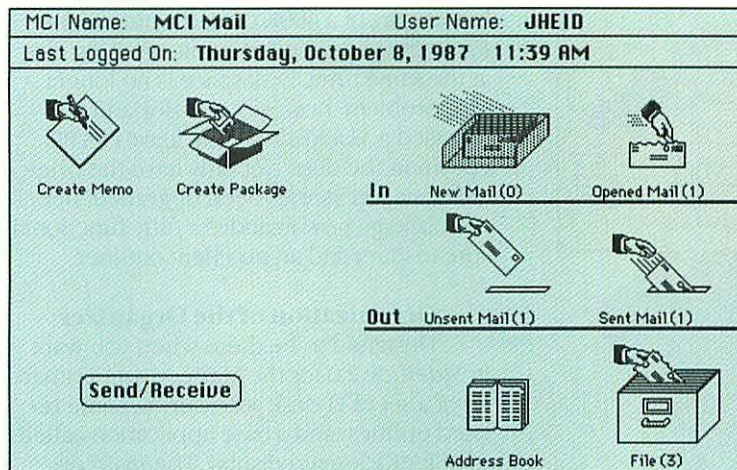 MCI Name: MCI Mail User Name: JHEID
Last Logged On: Thursday, October 8, 1987 11:39 AM
Create Memo Create Package
In New Mail (0) Opened Mail (1)
Out Unsent Mail (1) Sent Mail (1)
Send/Receive
Address Book File (3)